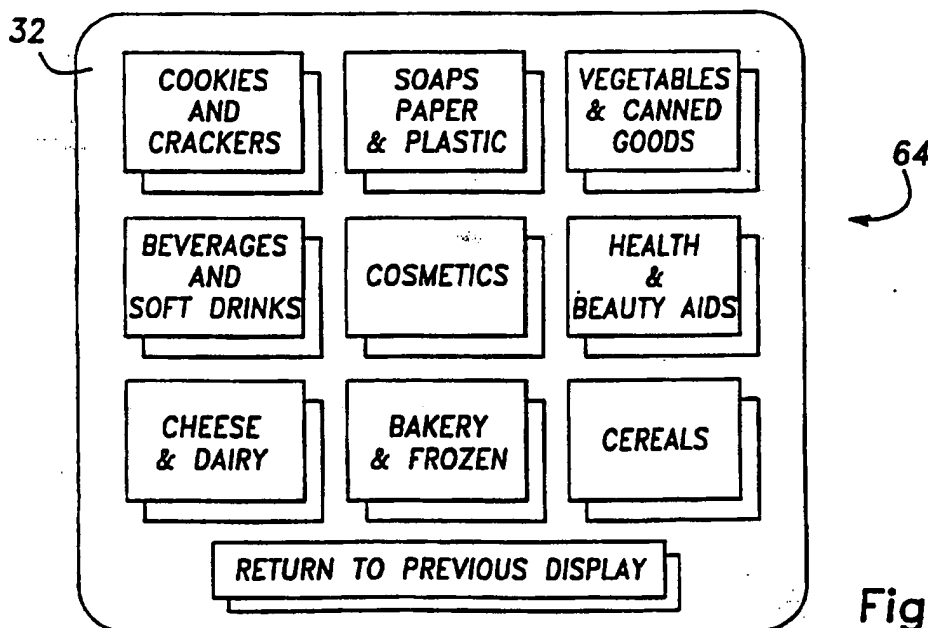 32
COOKIES
AND
CRACKERS
SOAPS
PAPER
& PLASTIC
VEGETABLES
& CANNED
GOODS
64
BEVERAGES
AND
SOFT DRINKS
COSMETICS
HEALTH
&
BEAUTY AIDS
CHEESE
& DAIRY
BAKERY
& FROZEN
CEREALS
RETURN TO PREVIOUS DISPLAY
Fig